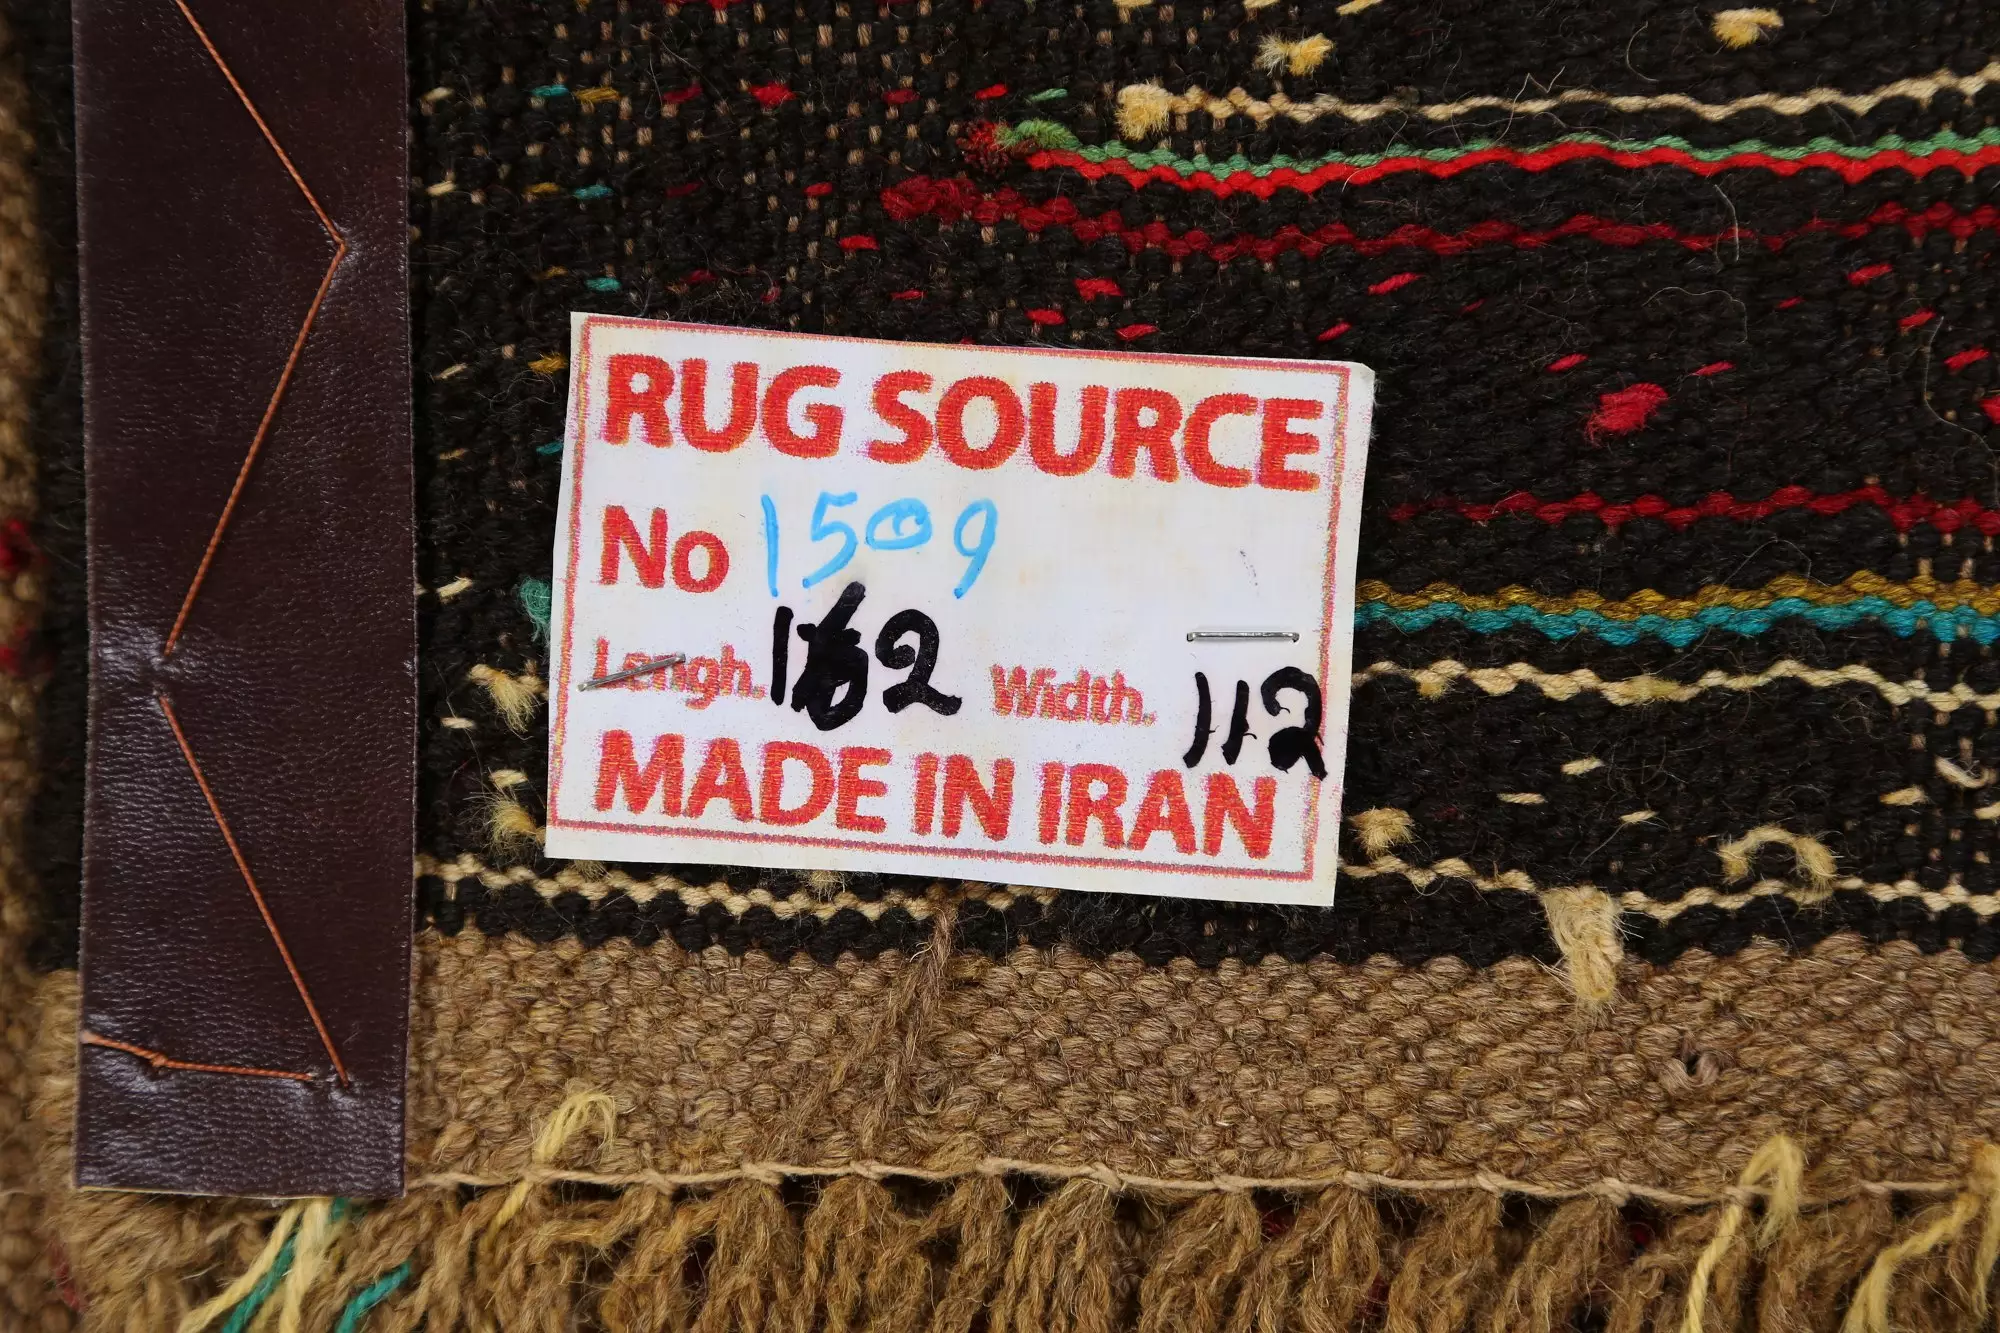 RUG SOURCE
No 1509
Lengh. 162 Width. 112
MADE IN IRAN